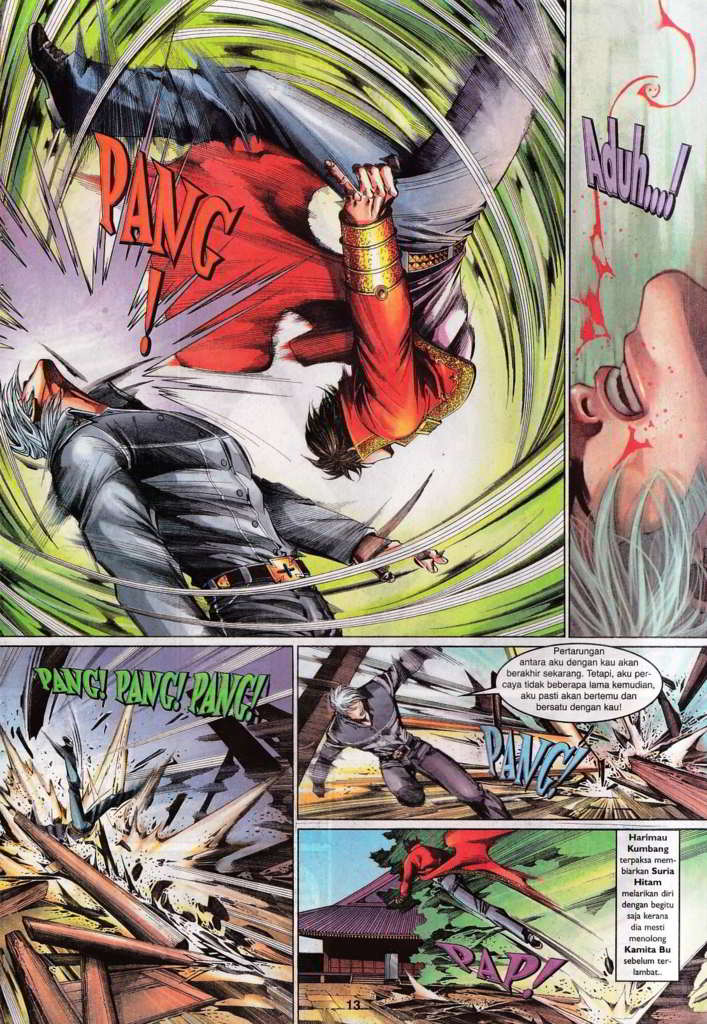 PANG!
Aduh....!
PANG! PANG! PANG!
Pertarungan
antara aku dengan kau akan
berakhir sekarang. Tetapi, aku per-
caya tidak beberapa lama kemudian,
aku pasti akan bertemu dan
bersatu dengan kau!
PANG!
Harimau
Kumbang
terpaksa mem-
biarkan Suria
Hitam
melarikan diri
dengan begitu
saja kerana
dia mesti
menolong
Kamita Bu
sebelum ter-
lambat..
PAP!
13